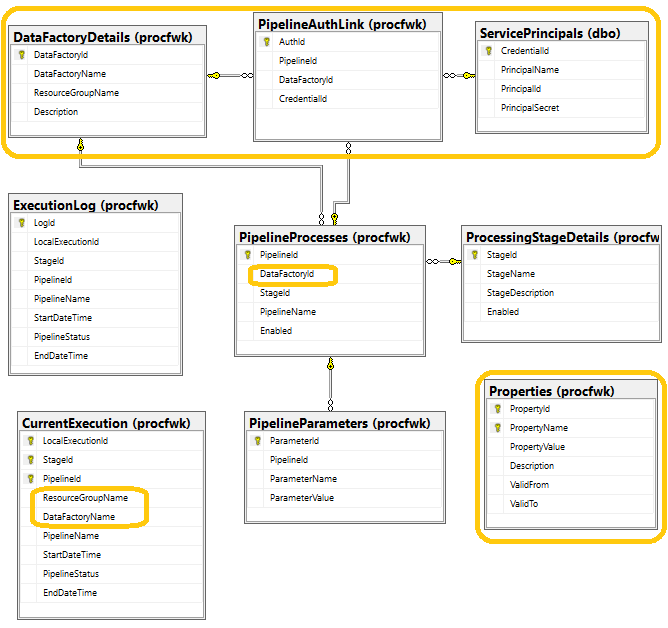 DataFactoryDetails (procfwk)
DataFactoryId
DataFactoryName
ResourceGroupName
Description
PipelineAuthLink (procfwk)
AuthId
PipelineId
DataFactoryId
CredentialId
ServicePrincipals (dbo)
CredentialId
PrincipalName
PrincipalId
PrincipalSecret
ExecutionLog (procfwk)
LogId
LocalExecutionId
StageId
PipelineId
PipelineName
StartDateTime
PipelineStatus
EndDateTime
PipelineProcesses (procfwk)
PipelineId
DataFactoryId
StageId
PipelineName
Enabled
ProcessingStageDetails (procfw
StageId
StageName
StageDescription
Enabled
CurrentExecution (procfwk)
LocalExecutionId
StageId
PipelineId
ResourceGroupName
DataFactoryName
PipelineName
StartDateTime
PipelineStatus
EndDateTime
PipelineParameters (procfwk)
ParameterId
PipelineId
ParameterName
ParameterValue
Properties (procfwk)
PropertyId
PropertyName
PropertyValue
Description
ValidFrom
ValidTo